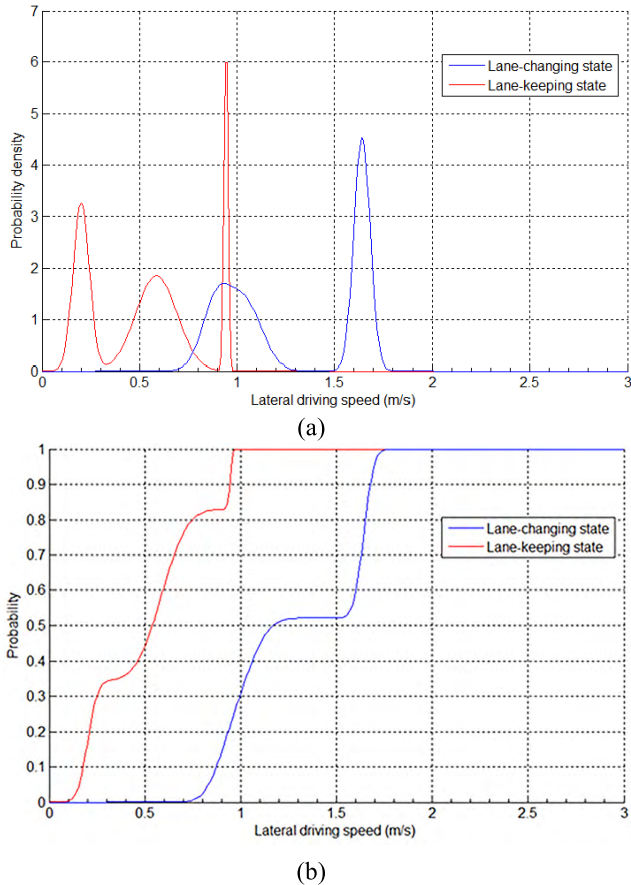 7
6
5
4
3
2
1
0
Probability density
Lane-changing state
Lane-keeping state
0 0.5 1 1.5 2 2.5 3
Lateral driving speed (m/s)
(a)
1
0.9
0.8
0.7
0.6
0.5
0.4
0.3
0.2
0.1
0
Probability
Lane-changing state
Lane-keeping state
0 0.5 1 1.5 2 2.5 3
Lateral driving speed (m/s)
(b)